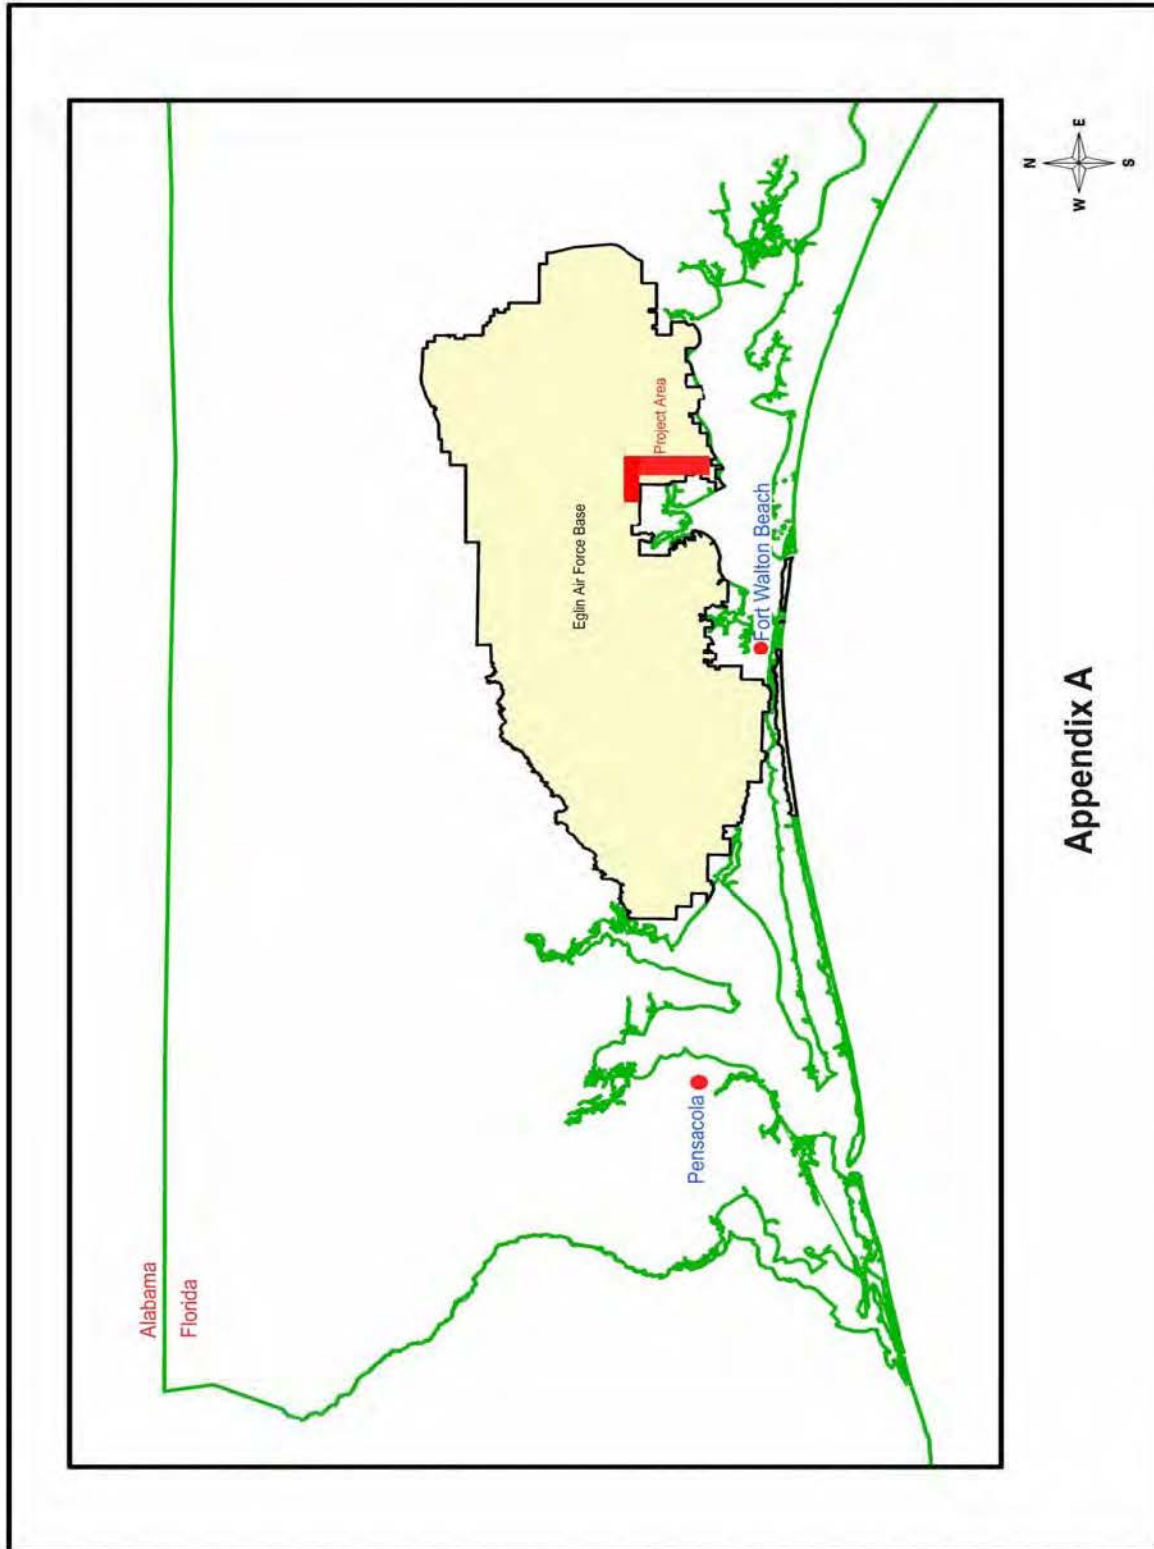 Alabama
Florida
Eglin Air Force Base
Project Area
Pensacola
Fort Walton Beach
N
W
E
S
Appendix A